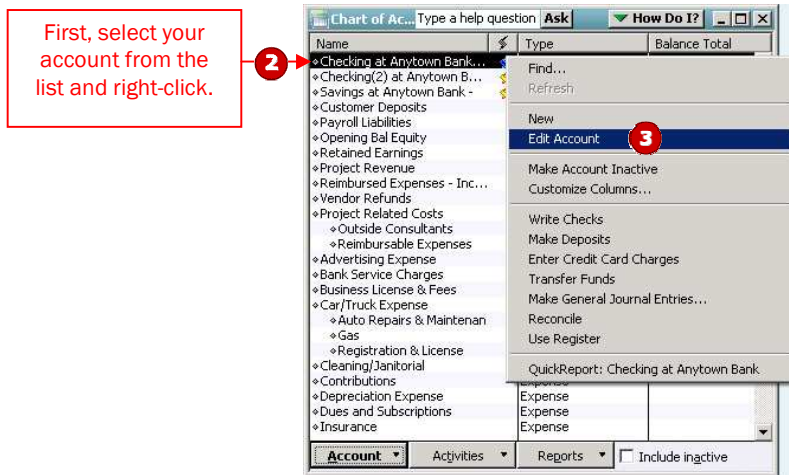 First, select your
account from the
list and right-click.
2
Chart of Ac... Type a help question Ask How Do I?
Name Type Balance Total
Checking at Anytown Bank...
Checking(2) at Anytown B...
Savings at Anytown Bank -
Customer Deposits
Payroll Liabilities
Opening Bal Equity
Retained Earnings
Project Revenue
Reimbursed Expenses - Inc...
Vendor Refunds
Project Related Costs
Outside Consultants
Reimbursable Expenses
Advertising Expense
Bank Service Charges
Business License & Fees
Car/Truck Expense
Auto Repairs & Maintenan
Gas
Registration & License
Cleaning/Janitorial
Contributions
Depreciation Expense Expense
Dues and Subscriptions Expense
Insurance Expense
Find...
Refresh
New
Edit Account 3
Make Account Inactive
Customize Columns...
Write Checks
Make Deposits
Enter Credit Card Charges
Transfer Funds
Make General Journal Entries...
Reconcile
Use Register
QuickReport: Checking at Anytown Bank
Account Activities Reports Include inactive